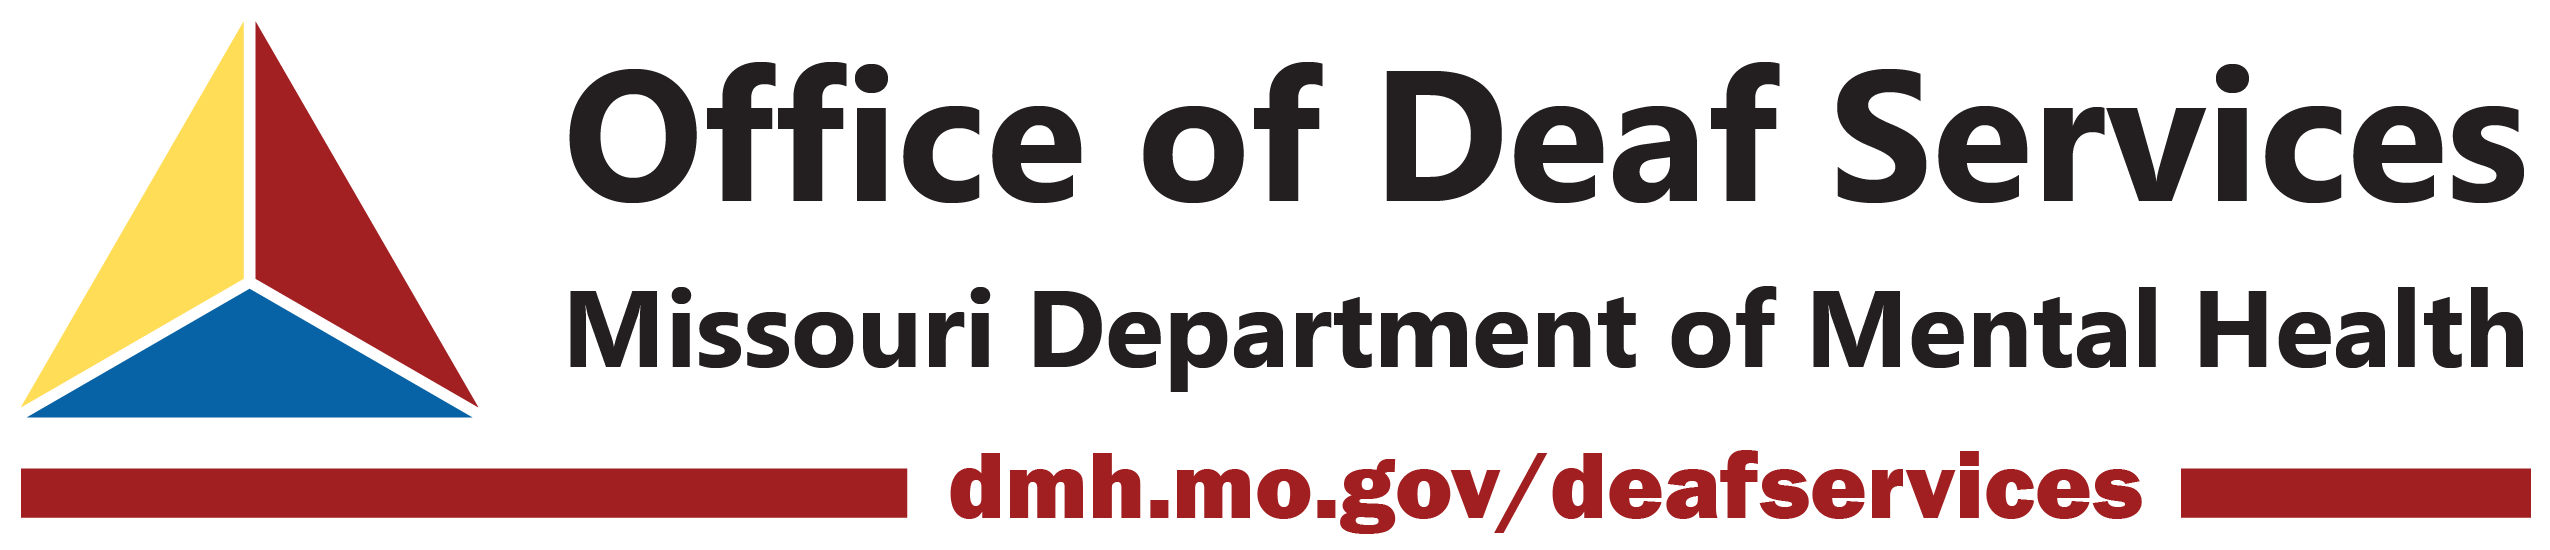 Office of Deaf Services
Missouri Department of Mental Health
dmh.mo.gov/deafservices